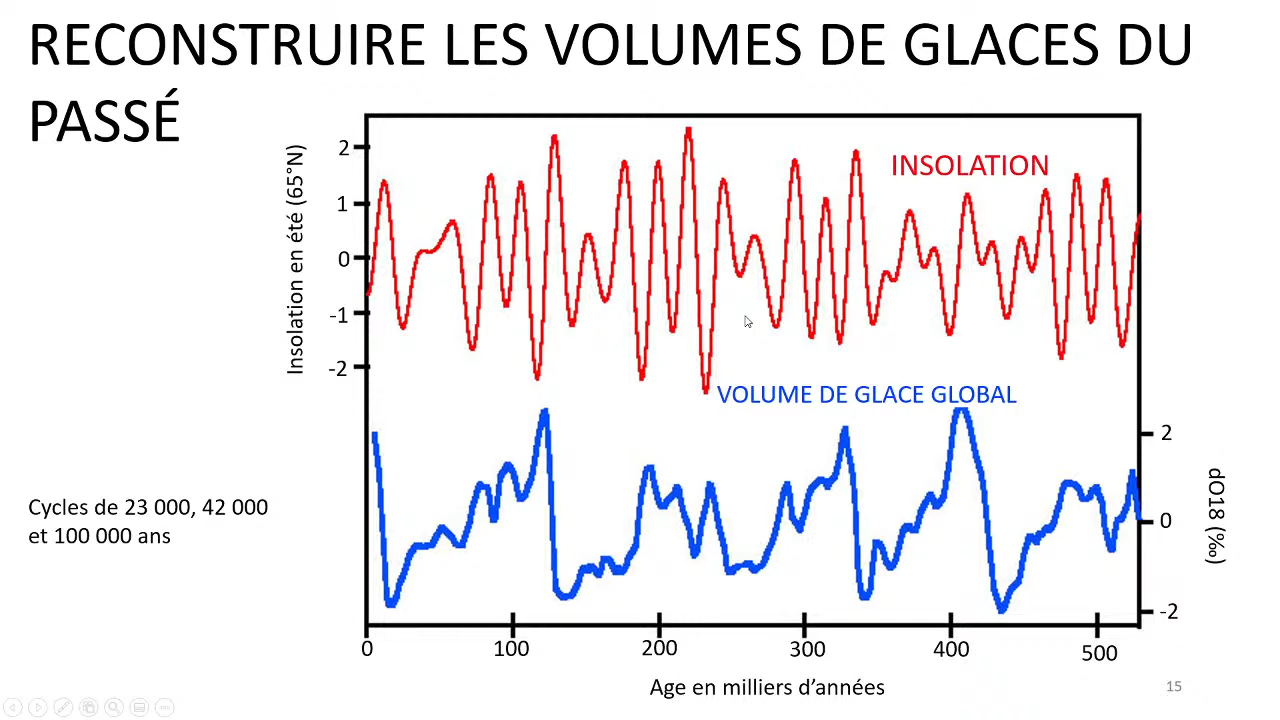 RECONSTRUIRE LES VOLUMES DE GLACES DU
PASSÉ
Insolation en été (65°N)
2
1
0
-1
-2
INSOLATION
VOLUME DE GLACE GLOBAL
2
0
-2
dO18 (‰)
Cycles de 23 000, 42 000
et 100 000 ans
0 100 200 300 400 500
Age en milliers d’années
15